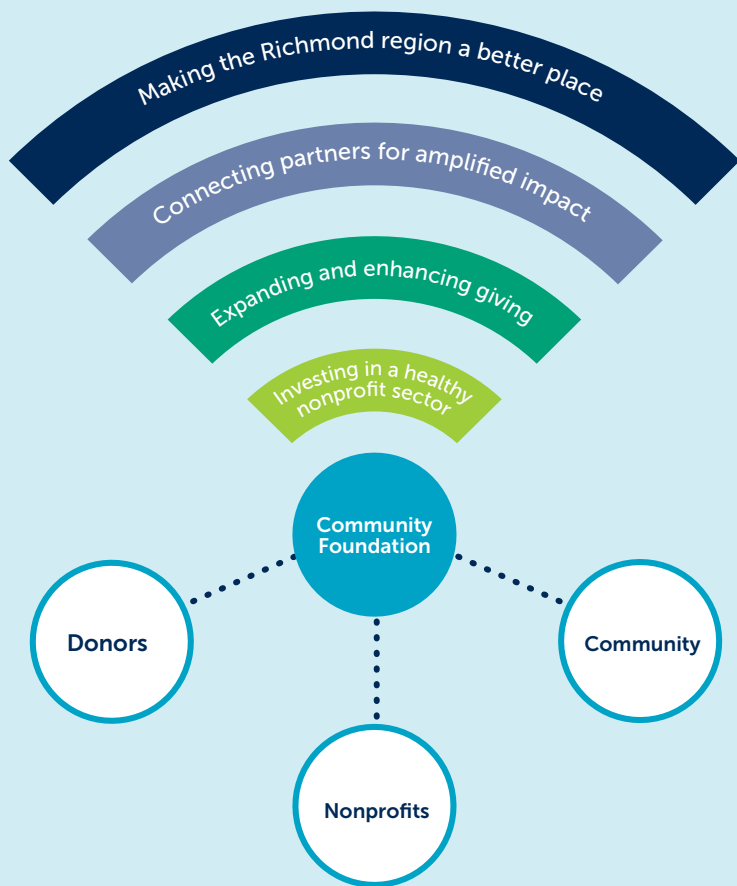 Making the Richmond region a better place
Connecting partners for amplified impact
Expanding and enhancing giving
Investing in a healthy
nonprofit sector
Community
Foundation
Donors
Community
Nonprofits